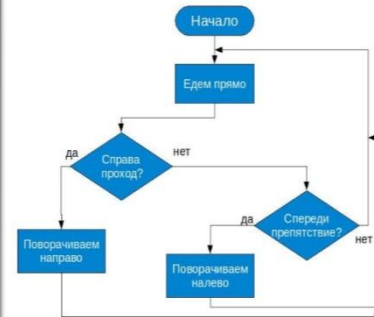 Начало
Едем прямо
да
Справа
проход?
нет
да
Спереди
препятствие?
нет
Поворачиваем
направо
Поворачиваем
налево